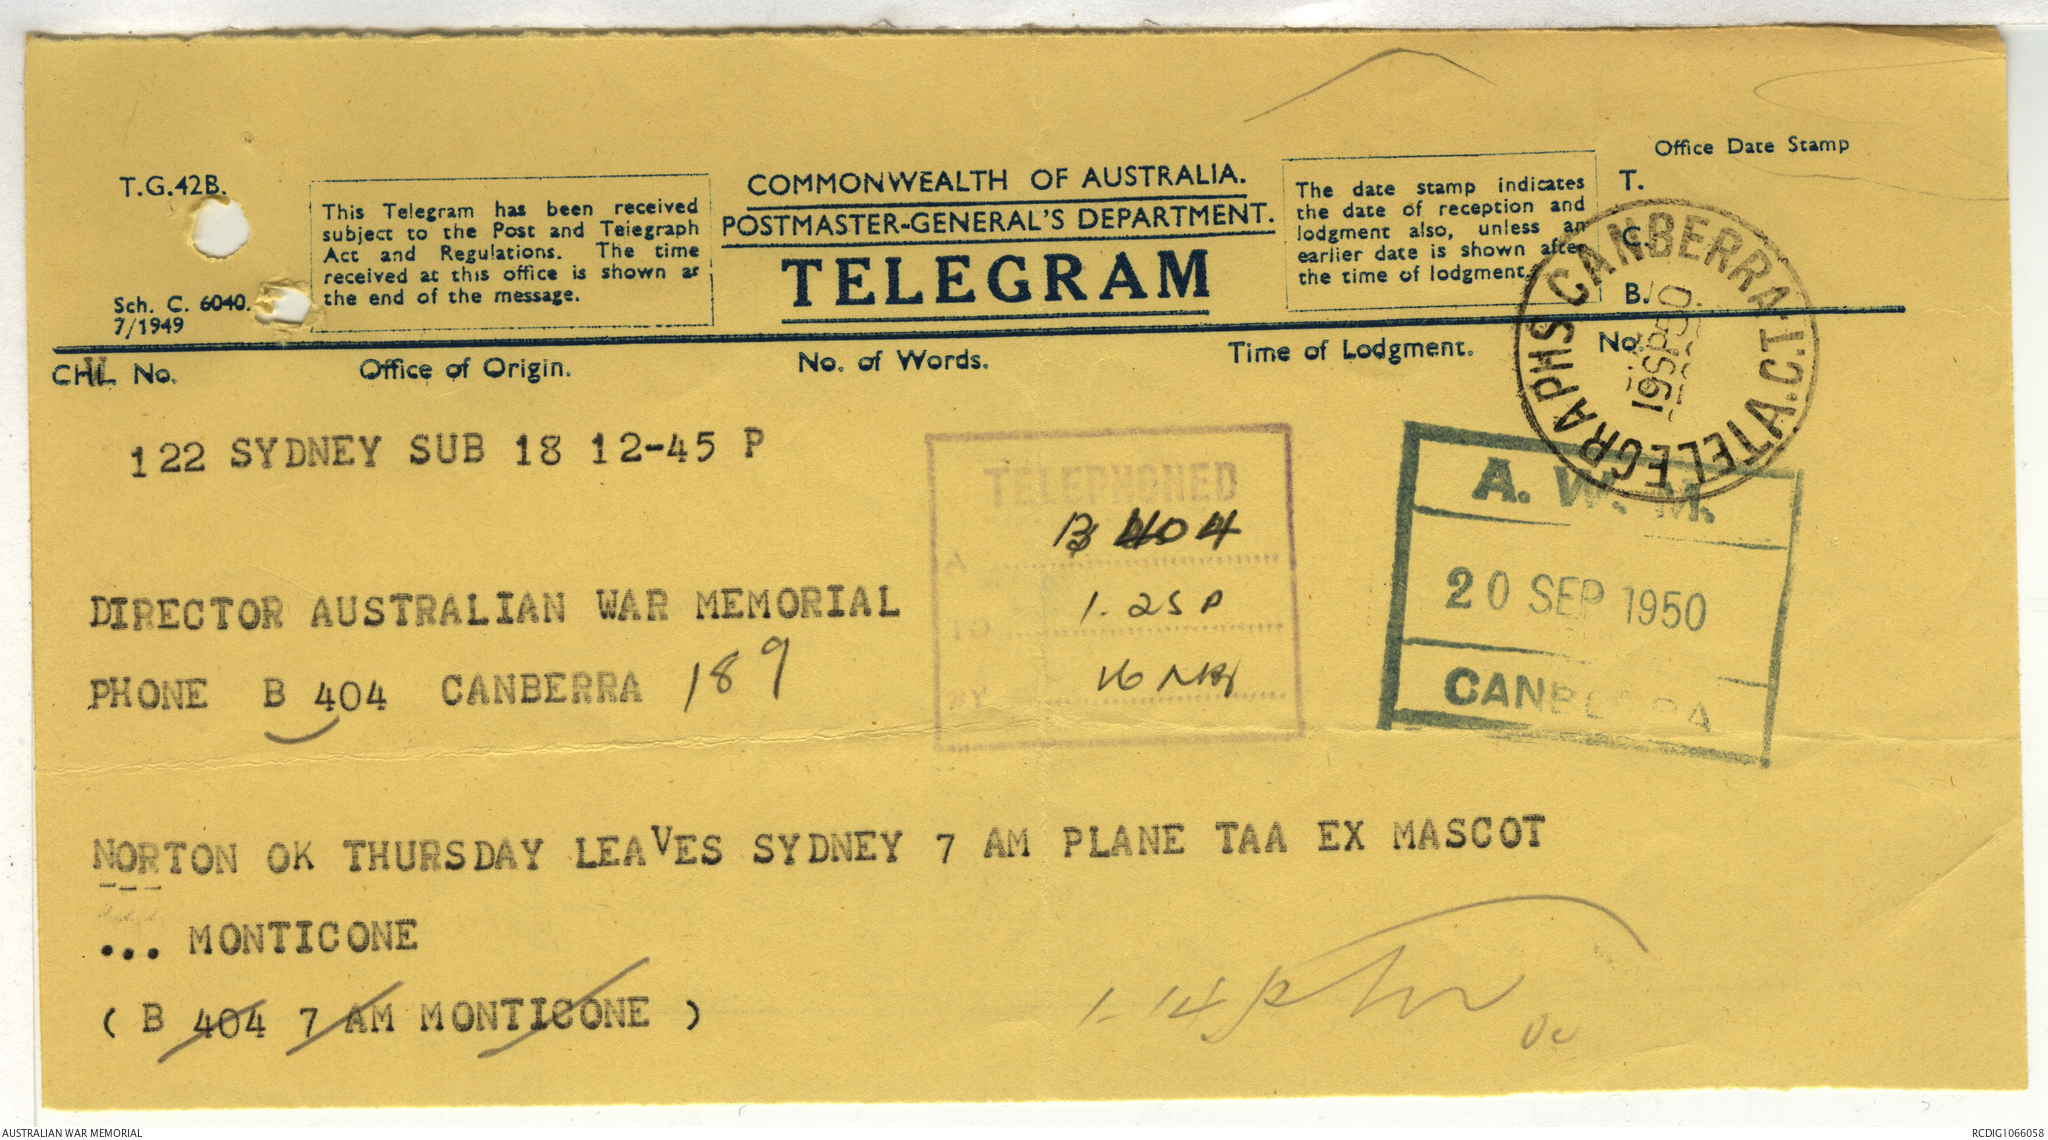 Office Date Stamp
T.G.42B.
Sch. C. 6040.
7/1949
This Telegram has been received
subject to the Post and Telegraph
Act and Regulations. The time
received at this office is shown as
the end of the message.
COMMONWEALTH OF AUSTRALIA.
POSTMASTER-GENERAL'S DEPARTMENT.
TELEGRAM
The date stamp indicates
the date of reception and
lodgment also, unless an
earlier date is shown after
the time of lodgment.
T.
C.
B.
No.
TELEGRAPHS CANBERRA A.C.T.
19SP50
CHL No.
Office of Origin.
No. of Words.
Time of Lodgment.
122 SYDNEY SUB 18 12-45 P
TELEPHONED
A B 404
TO 1.25 P
BY
A. W. M.
20 SEP 1950
CANBERRA
DIRECTOR AUSTRALIAN WAR MEMORIAL
PHONE B 404 CANBERRA 189
NORTON OK THURSDAY LEAVES SYDNEY 7 AM PLANE TAA EX MASCOT
... MONTICONE
( B 404 7 AM MONTICONE )
1.14 p
AUSTRALIAN WAR MEMORIAL
RCDIG1066058